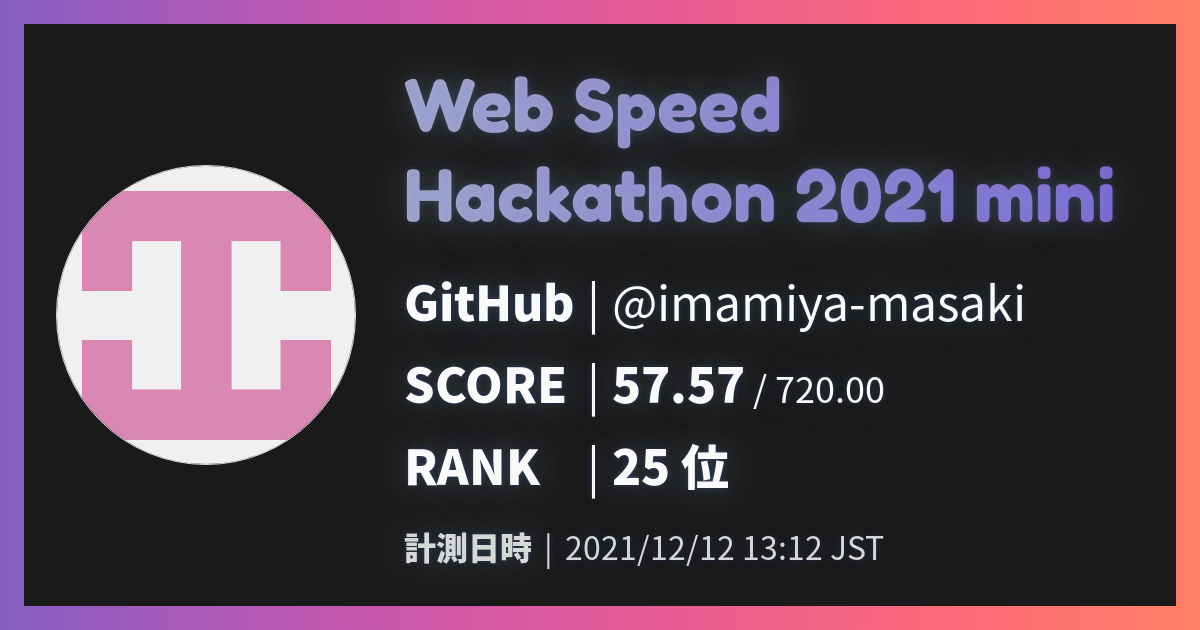 Web Speed
Hackathon 2021 mini
GitHub | @imamiya-masaki
SCORE | 57.57 / 720.00
RANK | 25 位
計測日時 | 2021/12/12 13:12 JST